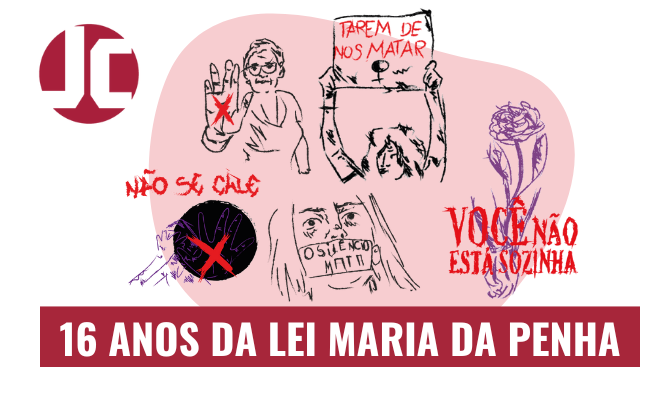 JC
PAREM DE
NOS MATAR
NÃO SE CALE
O SILÊNCIO
MATA
VOCÊ NÃO
ESTÁ SOZINHA
16 ANOS DA LEI MARIA DA PENHA